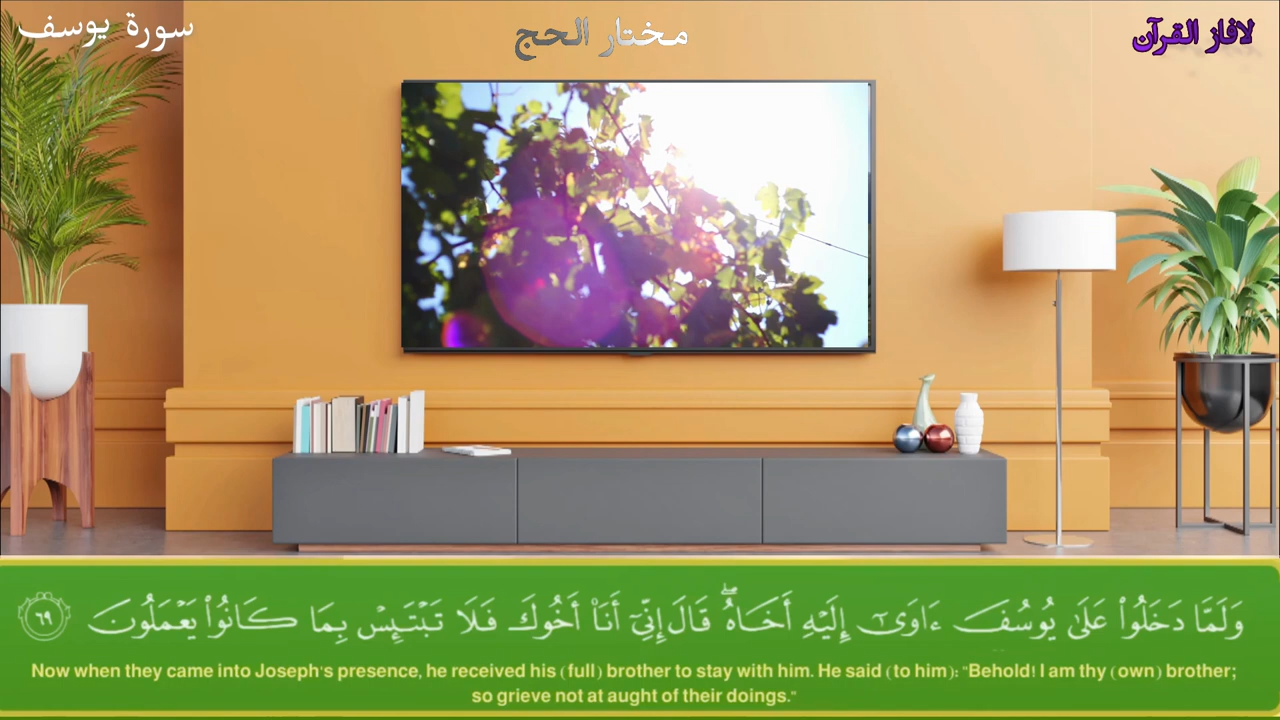 سورة يوسف
مختار الحج
لافاز القرآن
وَلَمَّا دَخَلُوا۟ عَلَىٰ يُوسُفَ ءَاوَىٰٓ إِلَيْهِ أَخَاهُ ۖ قَالَ إِنِّىٓ أَنَا۠ أَخُوكَ فَلَا تَبْتَئِسْ بِمَا كَانُوا۟ يَعْمَلُونَ ٦٩
Now when they came into Joseph's presence, he received his (full) brother to stay with him. He said (to him): "Behold! I am thy (own) brother;
so grieve not at aught of their doings."